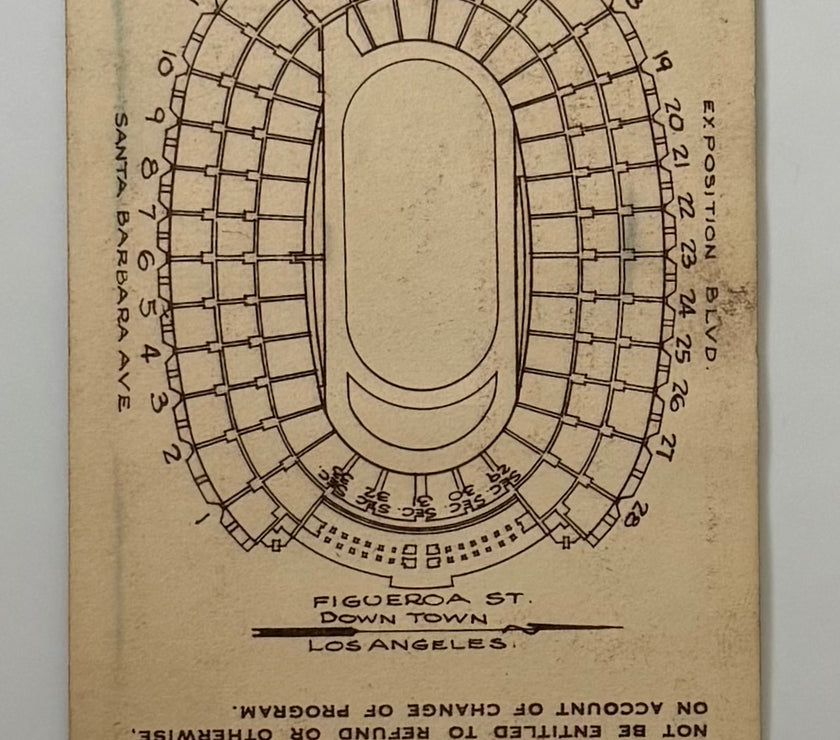 10
9
8
7
6
5
4
3
2
1
SANTA BARBARA AVE
19
20
21
22
23
24
25
26
27
28
EXPOSITION BLVD.
SEC.
SEC. 32
SEC. 31
SEC. 30
SEC. 29
FIGUEROA ST.
DOWN TOWN
LOS ANGELES.
NOT BE ENTITLED TO REFUND OR OTHERWISE,
ON ACCOUNT OF CHANGE OF PROGRAM.